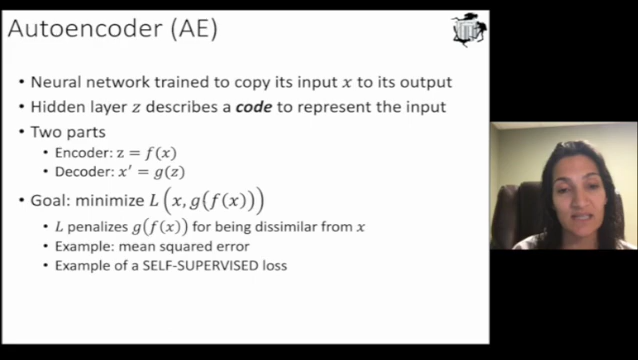 Autoencoder (AE)
• Neural network trained to copy its input x to its output
• Hidden layer z describes a code to represent the input
• Two parts
• Encoder: z = f(x)
• Decoder: x′ = g(z)
• Goal: minimize L(x, g(f(x)))
• L penalizes g(f(x)) for being dissimilar from x
• Example: mean squared error
• Example of a SELF-SUPERVISED loss